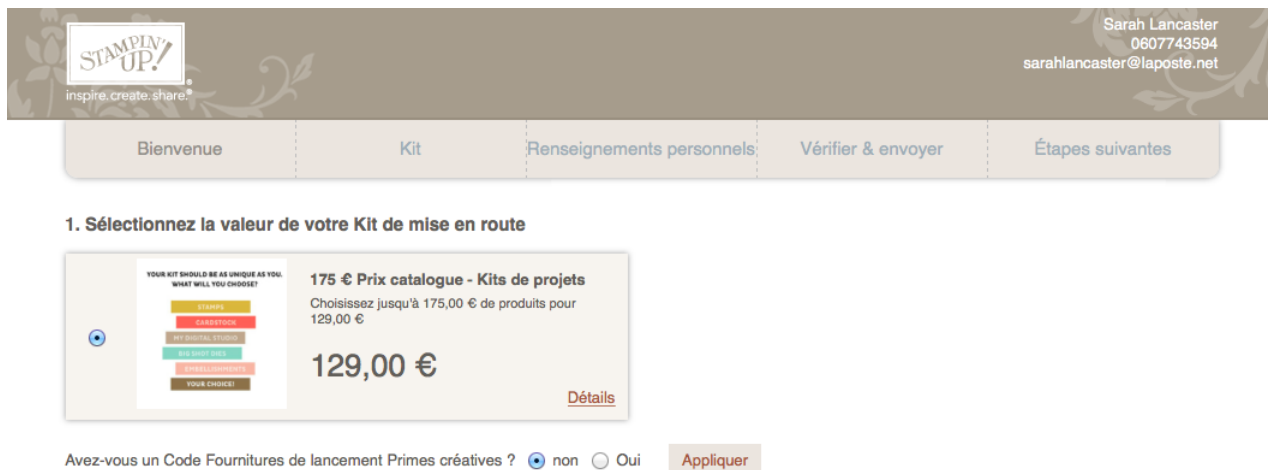 STAMPIN' UP!®
inspire.create.share.®
Sarah Lancaster
0607743594
sarahlancaster@laposte.net
Bienvenue
Kit
Renseignements personnels
Vérifier & envoyer
Étapes suivantes
1. Sélectionnez la valeur de votre Kit de mise en route
YOUR KIT SHOULD BE AS UNIQUE AS YOU.
WHAT WILL YOU CHOOSE?
STAMPS
CARDSTOCK
MY DIGITAL STUDIO
BIG SHOT DIES
EMBELLISHMENTS
YOUR CHOICE!
175 € Prix catalogue - Kits de projets
Choisissez jusqu'à 175,00 € de produits pour
129,00 €
129,00 €
Détails
Avez-vous un Code Fournitures de lancement Primes créatives ? non Oui Appliquer